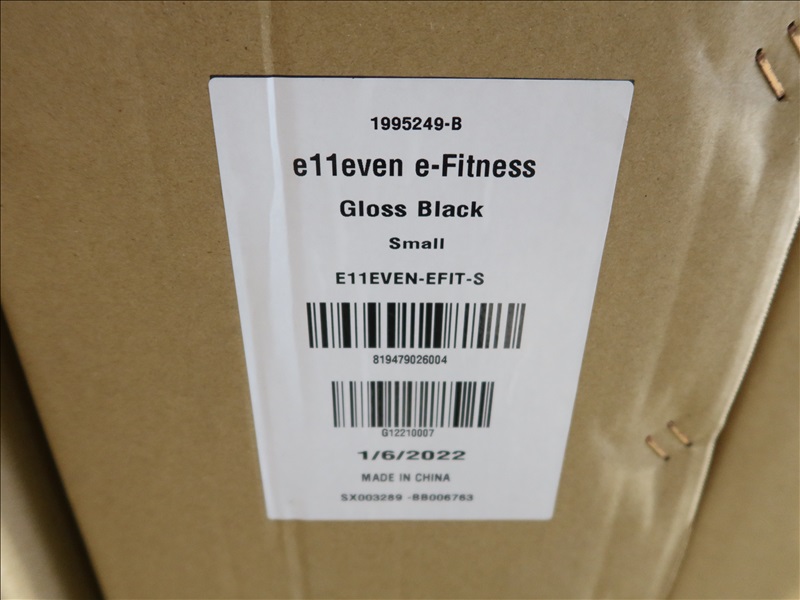 1995249-B
e11even e-Fitness
Gloss Black
Small
E11EVEN-EFIT-S
819479026004
G12210007
1/6/2022
MADE IN CHINA
SX003289 -BB006763